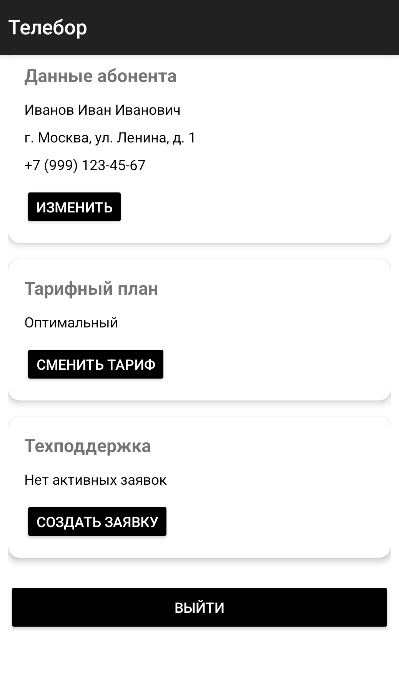 Телебор
Данные абонента
Иванов Иван Иванович
г. Москва, ул. Ленина, д. 1
+7 (999) 123-45-67
ИЗМЕНИТЬ
Тарифный план
Оптимальный
СМЕНИТЬ ТАРИФ
Техподдержка
Нет активных заявок
СОЗДАТЬ ЗАЯВКУ
ВЫЙТИ